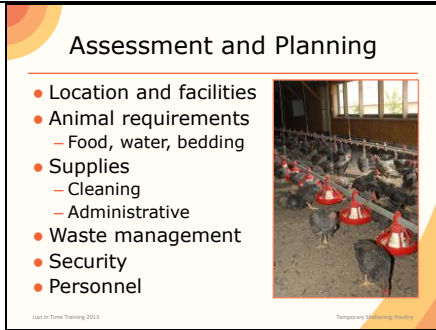 Assessment and Planning
● Location and facilities
● Animal requirements
– Food, water, bedding
● Supplies
– Cleaning
– Administrative
● Waste management
● Security
● Personnel
Just In Time Training 2013
Temporary Sheltering: Poultry